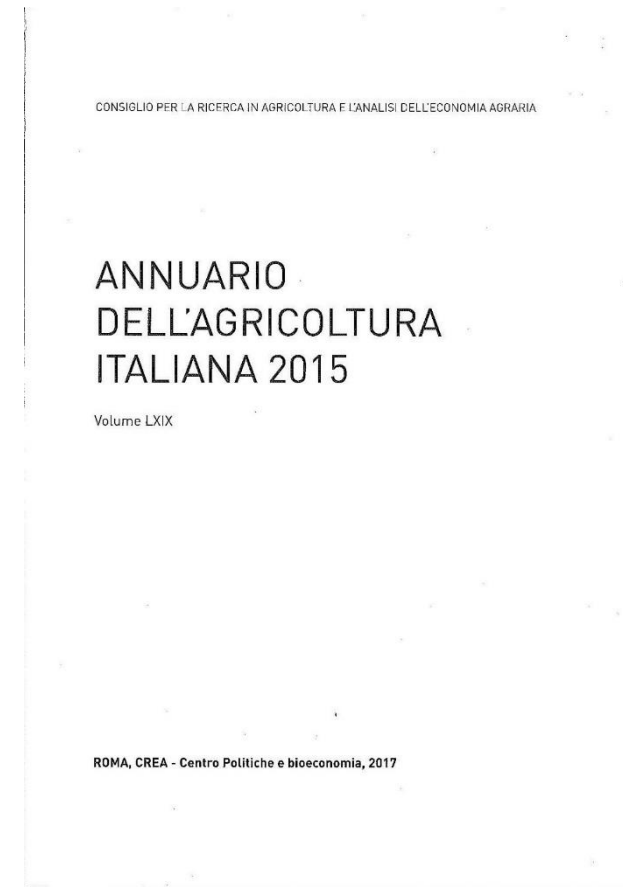 CONSIGLIO PER LA RICERCA IN AGRICOLTURA E L'ANALISI DELL'ECONOMIA AGRARIA
ANNUARIO
DELL'AGRICOLTURA
ITALIANA 2015
Volume LXIX
ROMA, CREA - Centro Politiche e bioeconomia, 2017